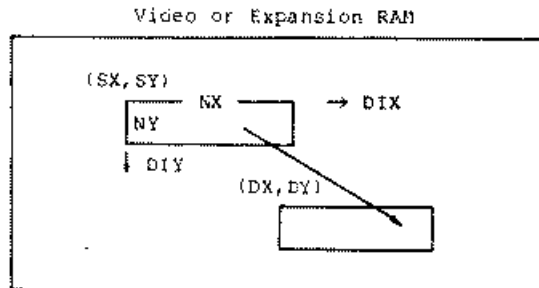 Video or Expansion RAM
(SX,SY)
NX
→ DIX
NY
↓ DIY
(DX,DY)